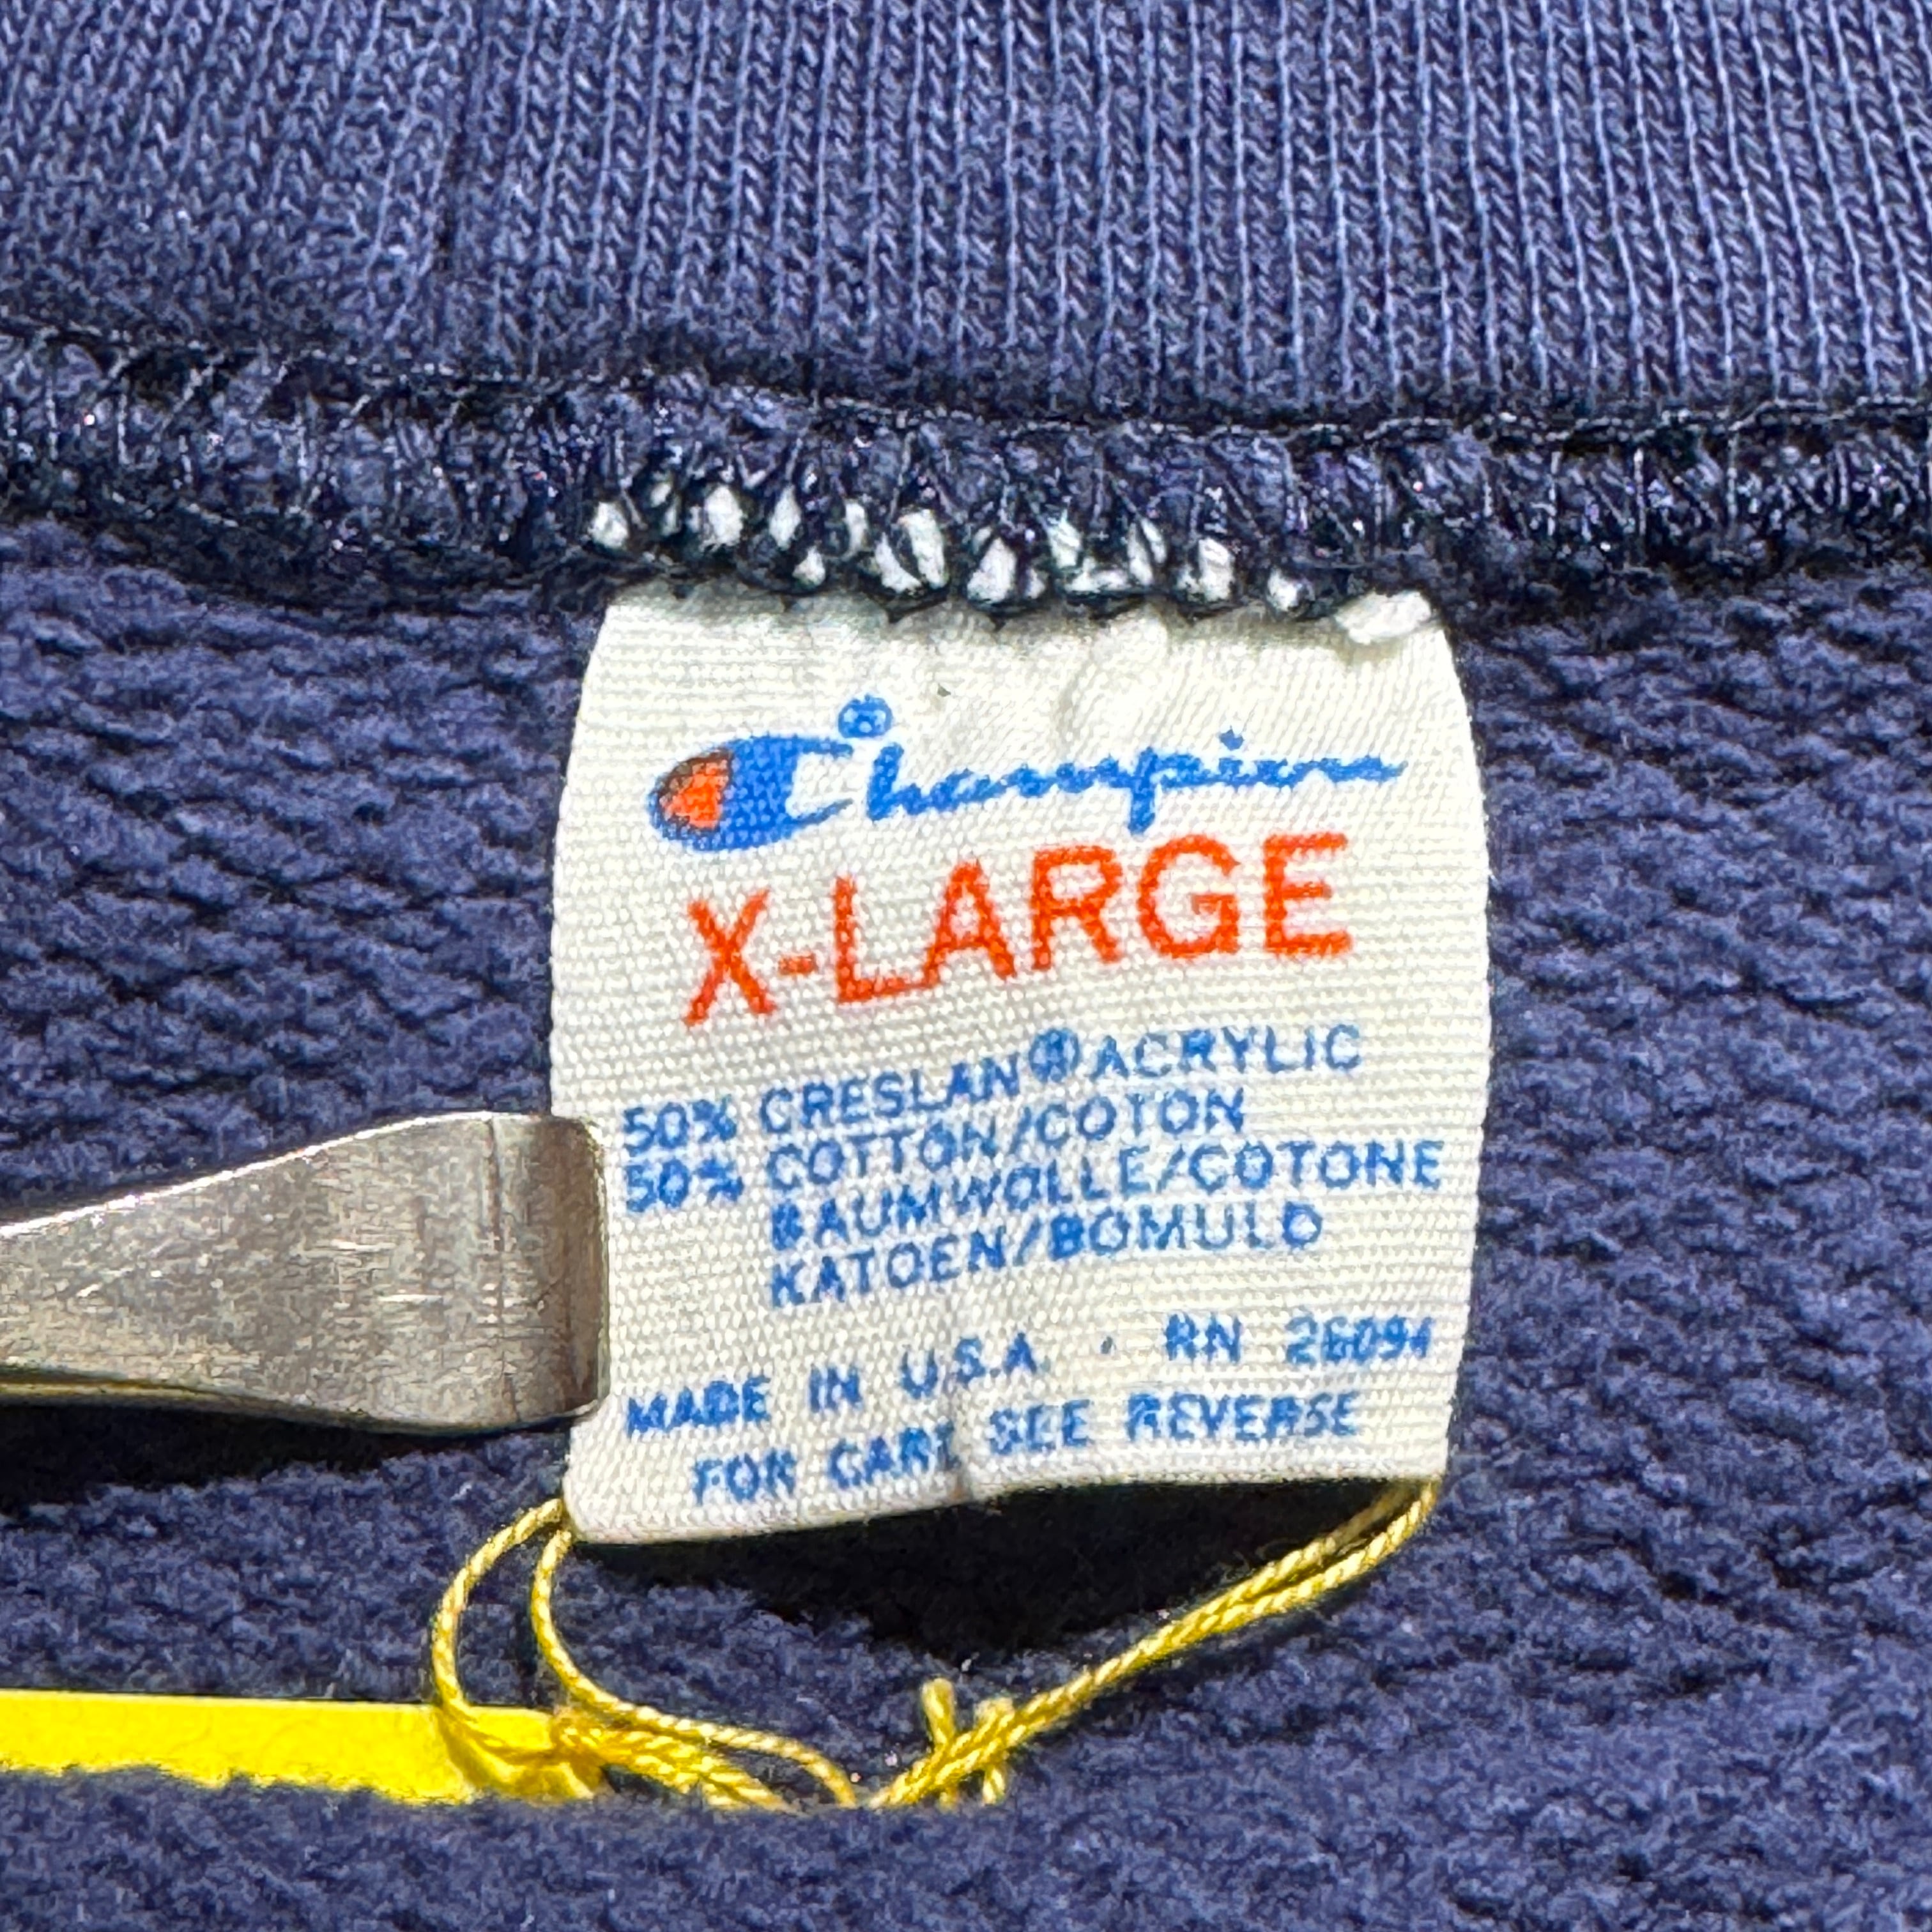 Champion®
X-LARGE
50% CRESLAN® ACRYLIC
50% COTTON/COTON
BAUMWOLLE/COTONE
KATOEN/BOMULD
MADE IN U.S.A. · RN 26094
FOR CARE SEE REVERSE